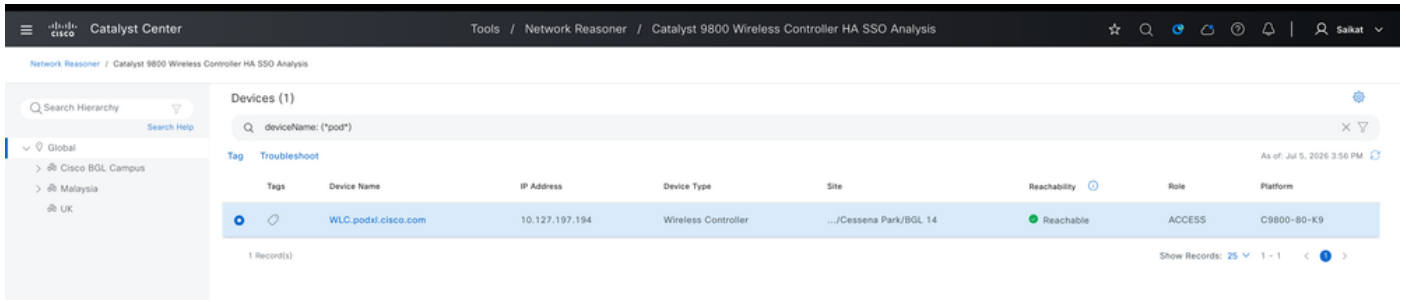 cisco Catalyst Center Tools / Network Reasoner / Catalyst 9800 Wireless Controller HA SSO Analysis Saikat
Network Reasoner / Catalyst 9800 Wireless Controller HA SSO Analysis
Search Hierarchy
Search Help
Global
Cisco BGL Campus
Malaysia
UK
Devices (1)
deviceName: (*pod*)
Tag Troubleshoot As of: Jul 5, 2026 3:56 PM
Tags Device Name IP Address Device Type Site Reachability Role Platform
WLC.podxl.cisco.com 10.127.197.194 Wireless Controller .../Cessena Park/BGL 14 Reachable ACCESS C9800-80-K9
1 Record(s) Show Records: 25 1 - 1 1